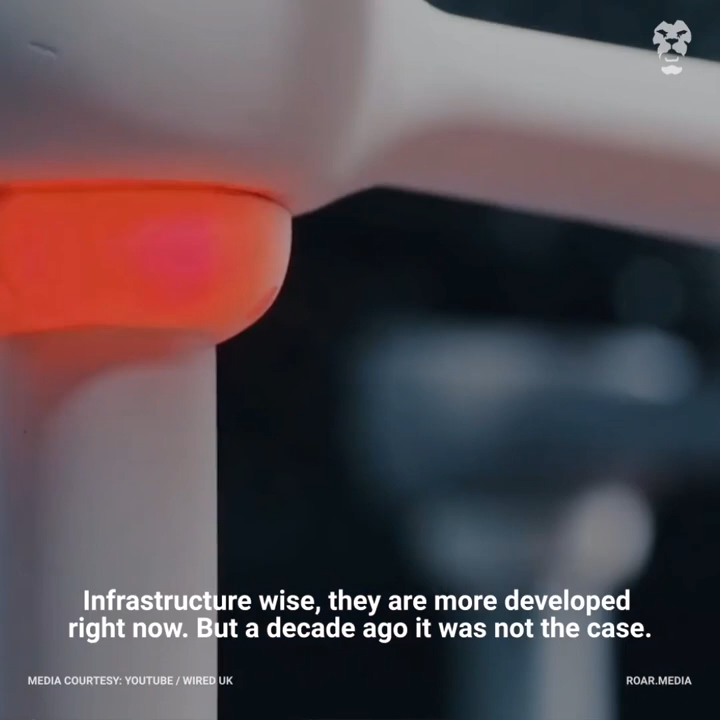 Infrastructure wise, they are more developed
right now. But a decade ago it was not the case.
MEDIA COURTESY: YOUTUBE / WIRED UK
ROAR.MEDIA